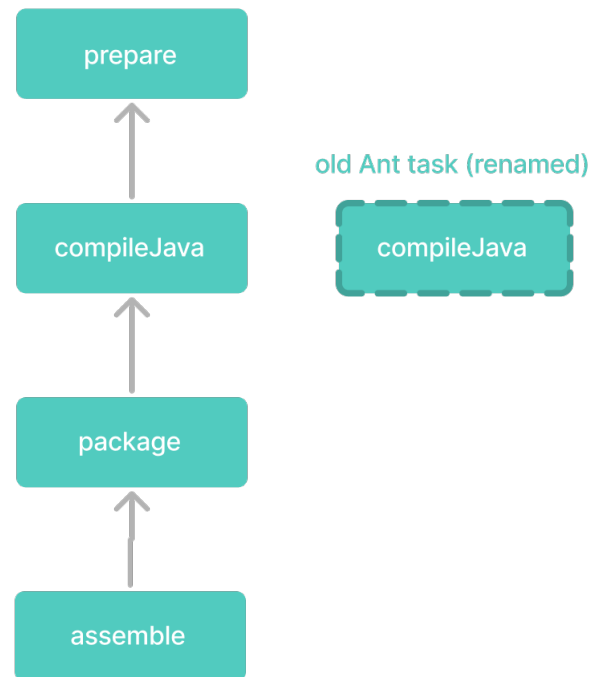 prepare
old Ant task (renamed)
compileJava
compileJava
package
assemble